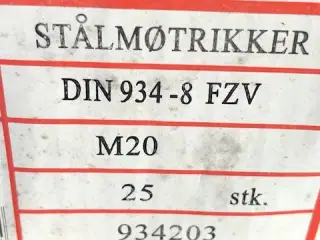 STÅLMØTRIKKER
DIN 934-8 FZV
M20
25 stk.
934203